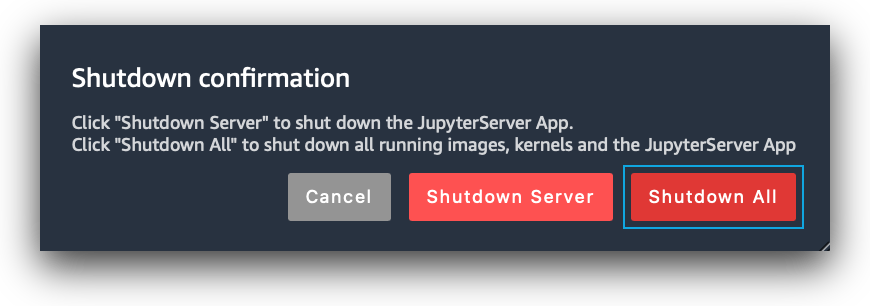 Shutdown confirmation
Click "Shutdown Server" to shut down the JupyterServer App.
Click "Shutdown All" to shut down all running images, kernels and the JupyterServer App
Cancel Shutdown Server Shutdown All